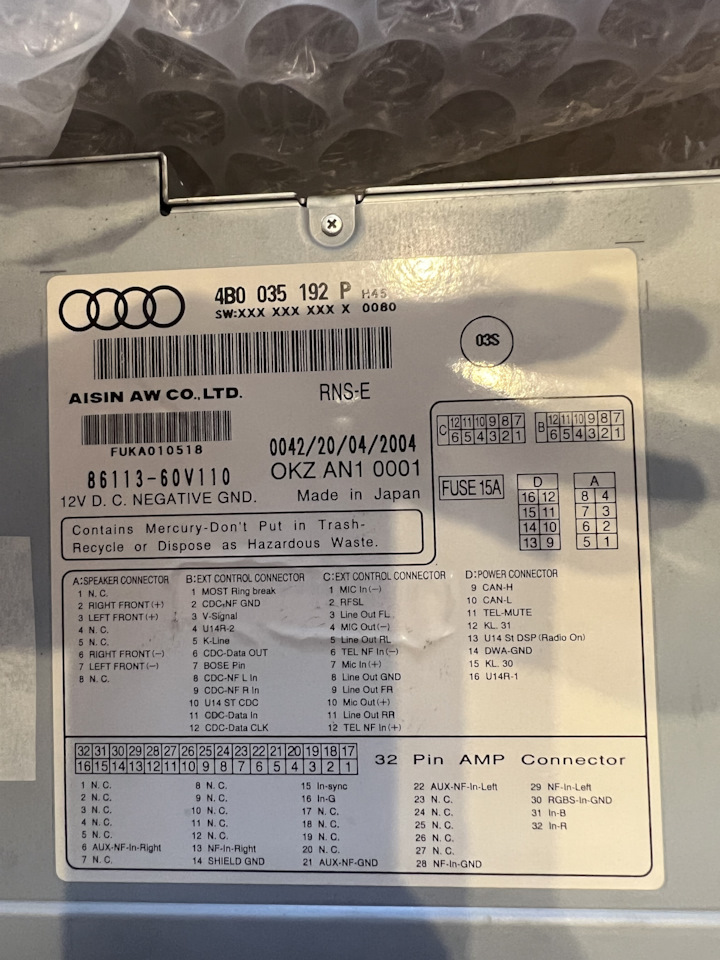 4B0 035 192 P H45
SW:XXX XXX XXX X 0080
03S
AISIN AW CO.,LTD.
RNS-E
FUKA010518
0042/20/04/2004
86113-60V110
OKZ AN1 0001
12V D. C. NEGATIVE GND.
Made in Japan
Contains Mercury-Don't Put in Trash-
Recycle or Dispose as Hazardous Waste.
C 12 11 10 9 8 7
6 5 4 3 2 1
B 12 11 10 9 8 7
6 5 4 3 2 1
FUSE 15A
D
16 12
15 11
14 10
13 9
A
8 4
7 3
6 2
5 1
A:SPEAKER CONNECTOR
1 N. C.
2 RIGHT FRONT(+)
3 LEFT FRONT(+)
4 N. C.
5 N. C.
6 RIGHT FRONT(-)
7 LEFT FRONT(-)
8 N. C.
B:EXT CONTROL CONNECTOR
1 MOST Ring break
2 CDC-NF GND
3 V-Signal
4 U14R-2
5 K-Line
6 CDC-Data OUT
7 BOSE Pin
8 CDC-NF L In
9 CDC-NF R In
10 U14 ST CDC
11 CDC-Data In
12 CDC-Data CLK
C:EXT CONTROL CONNECTOR
1 MIC In(-)
2 RFSL
3 Line Out FL
4 MIC Out(-)
5 Line Out RL
6 TEL NF In(-)
7 Mic In(+)
8 Line Out GND
9 Line Out FR
10 Mic Out(+)
11 Line Out RR
12 TEL NF In(+)
D:POWER CONNECTOR
9 CAN-H
10 CAN-L
11 TEL-MUTE
12 KL. 31
13 U14 St DSP (Radio On)
14 DWA-GND
15 KL. 30
16 U14R-1
32 31 30 29 28 27 26 25 24 23 22 21 20 19 18 17
16 15 14 13 12 11 10 9 8 7 6 5 4 3 2 1
32 Pin AMP Connector
1 N. C.
2 N. C.
3 N. C.
4 N. C.
5 N. C.
6 AUX-NF-In-Right
7 N. C.
8 N. C.
9 N. C.
10 N. C.
11 N. C.
12 N. C.
13 NF-In-Right
14 SHIELD GND
15 In-sync
16 In-G
17 N. C.
18 N. C.
19 N. C.
20 N. C.
21 AUX-NF-GND
22 AUX-NF-In-Left
23 N. C.
24 N. C.
25 N. C.
26 N. C.
27 N. C.
28 NF-In-GND
29 NF-In-Left
30 RGBS-In-GND
31 In-B
32 In-R